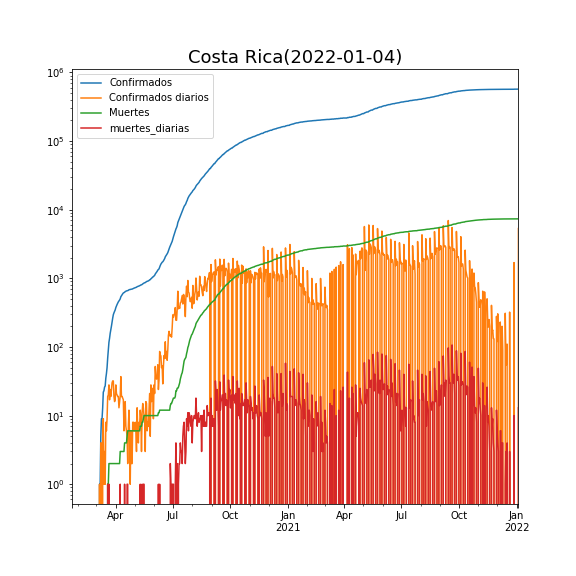 Costa Rica(2022-01-04)
Confirmados
Confirmados diarios
Muertes
muertes_diarias
10⁶
10⁵
10⁴
10³
10²
10¹
10⁰
Apr Jul Oct Jan Apr Jul Oct Jan
2021 2022